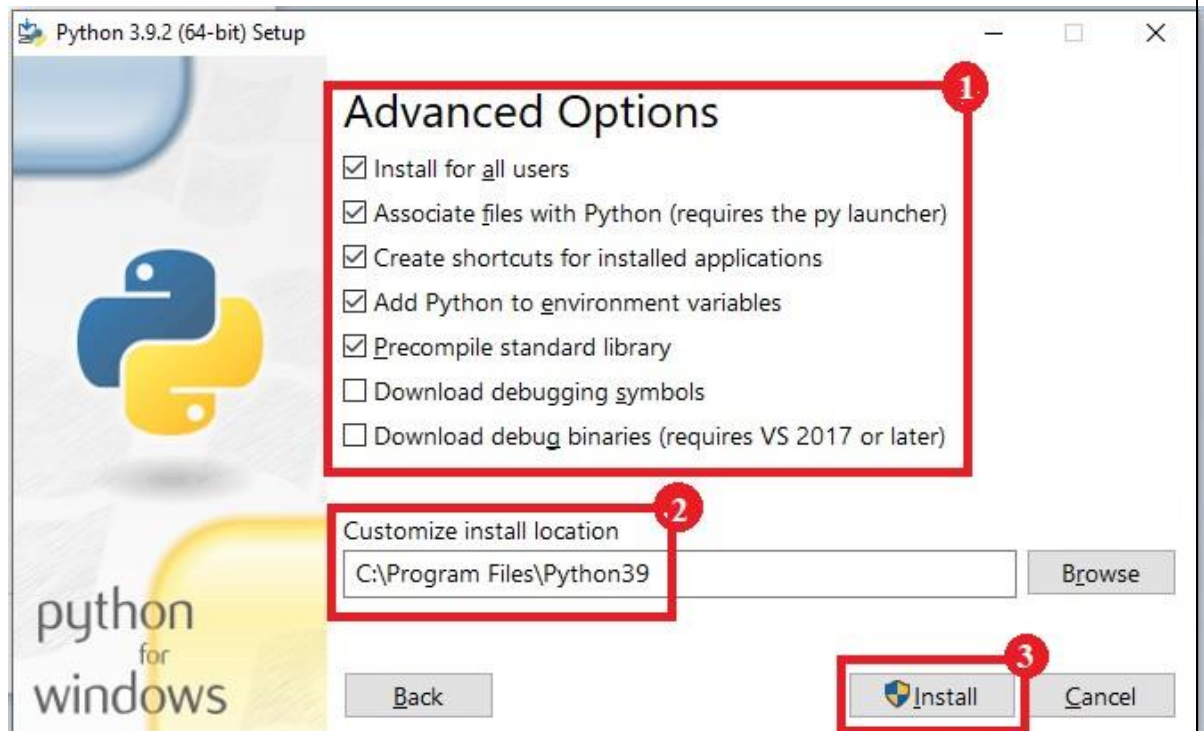 Python 3.9.2 (64-bit) Setup
1
Advanced Options
Install for all users
Associate files with Python (requires the py launcher)
Create shortcuts for installed applications
Add Python to environment variables
Precompile standard library
Download debugging symbols
Download debug binaries (requires VS 2017 or later)
2
Customize install location
C:\Program Files\Python39
Browse
python
for
windows
3
Back
Install
Cancel